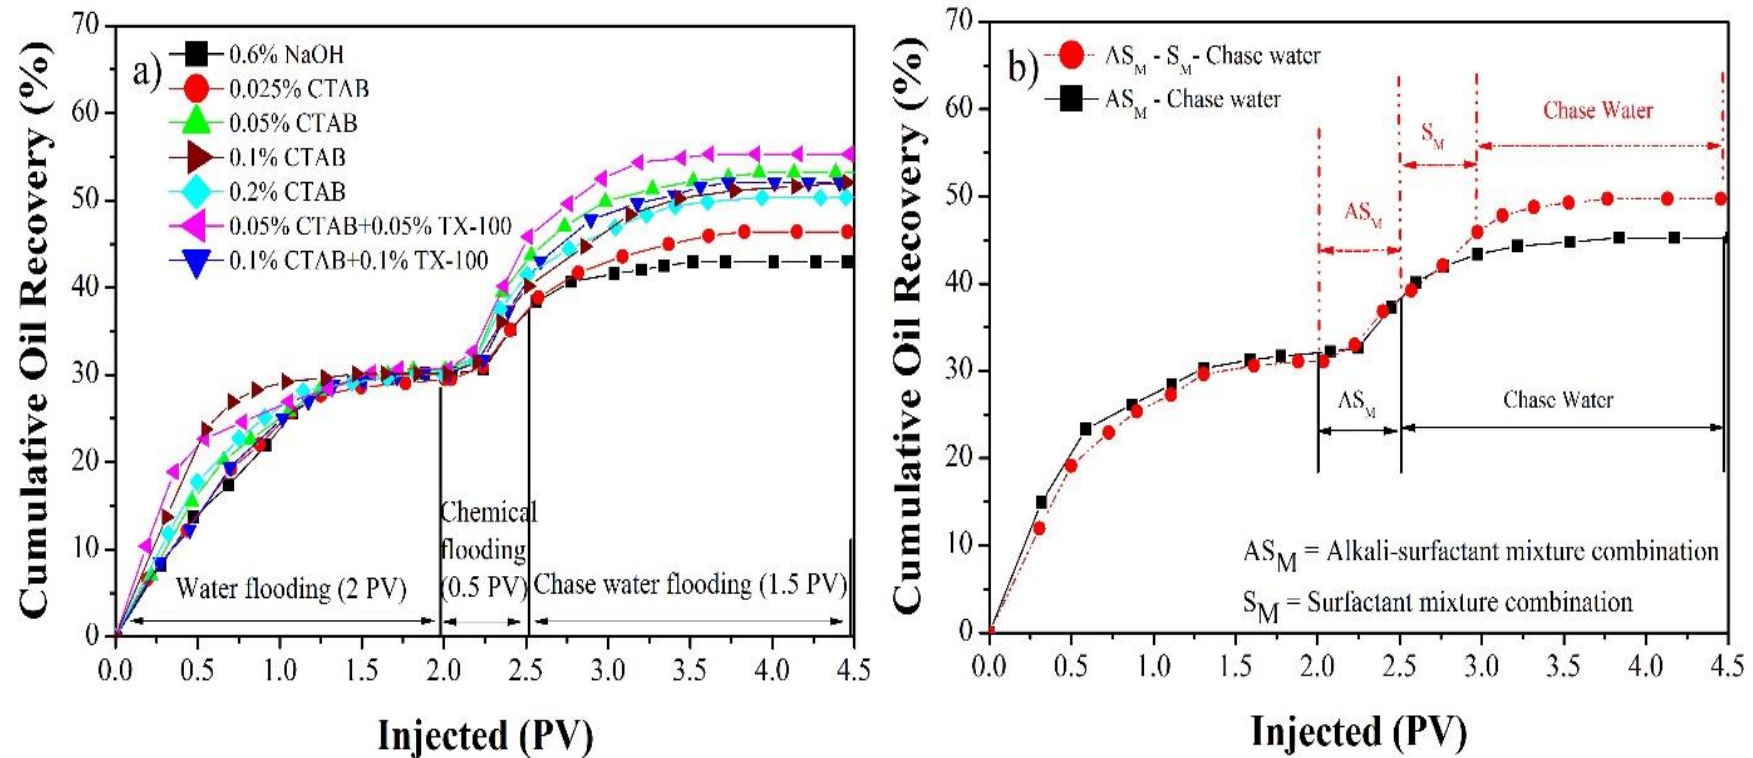 Cumulative Oil Recovery (%)
70
60
50
40
30
20
10
0
a)
0.6% NaOH
0.025% CTAB
0.05% CTAB
0.1% CTAB
0.2% CTAB
0.05% CTAB+0.05% TX-100
0.1% CTAB+0.1% TX-100
Water flooding (2 PV)
Chemical
flooding
(0.5 PV)
Chase water flooding (1.5 PV)
0.0 0.5 1.0 1.5 2.0 2.5 3.0 3.5 4.0 4.5
Injected (PV)
Cumulative Oil Recovery (%)
70
60
50
40
30
20
10
0
b)
ASM - SM- Chase water
ASM - Chase water
Chase Water
SM
ASM
ASM
Chase Water
ASM = Alkali-surfactant mixture combination
SM = Surfactant mixture combination
0.0 0.5 1.0 1.5 2.0 2.5 3.0 3.5 4.0 4.5
Injected (PV)